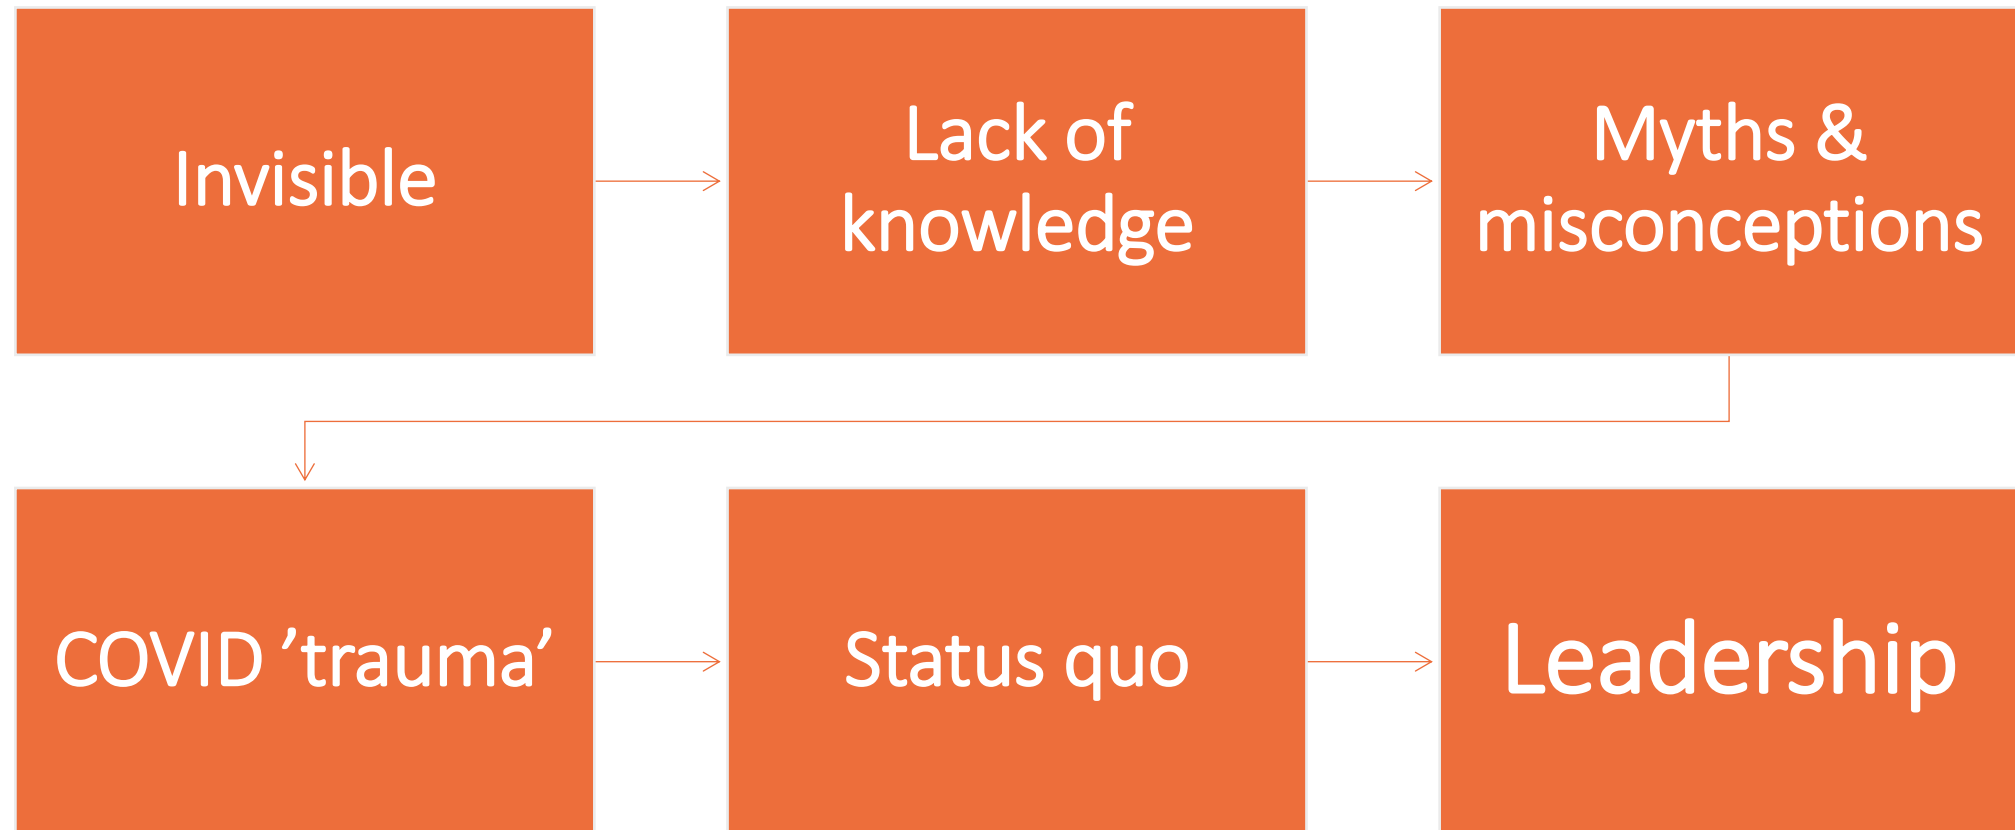 Invisible
Lack of
knowledge
Myths &
misconceptions
COVID ’trauma’
Status quo
Leadership